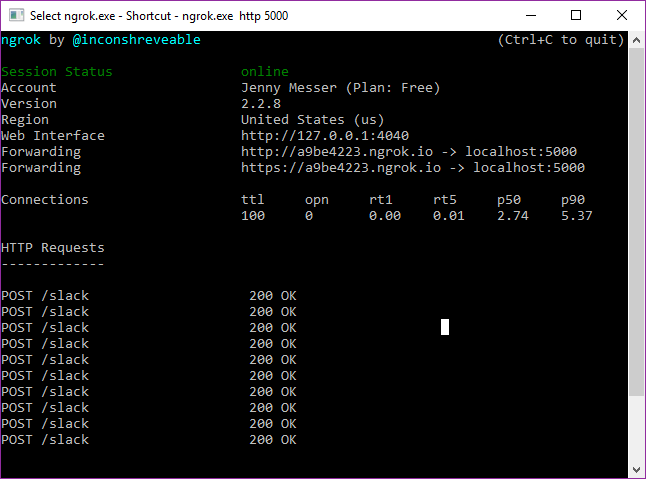 Select ngrok.exe - Shortcut - ngrok.exe http 5000
ngrok by @inconshreveable (Ctrl+C to quit)
Session Status online
Account Jenny Messer (Plan: Free)
Version 2.2.8
Region United States (us)
Web Interface http://127.0.0.1:4040
Forwarding http://a9be4223.ngrok.io -> localhost:5000
Forwarding https://a9be4223.ngrok.io -> localhost:5000
Connections ttl opn rt1 rt5 p50 p90
100 0 0.00 0.01 2.74 5.37
HTTP Requests
-------------
POST /slack 200 OK
POST /slack 200 OK
POST /slack 200 OK
POST /slack 200 OK
POST /slack 200 OK
POST /slack 200 OK
POST /slack 200 OK
POST /slack 200 OK
POST /slack 200 OK
POST /slack 200 OK